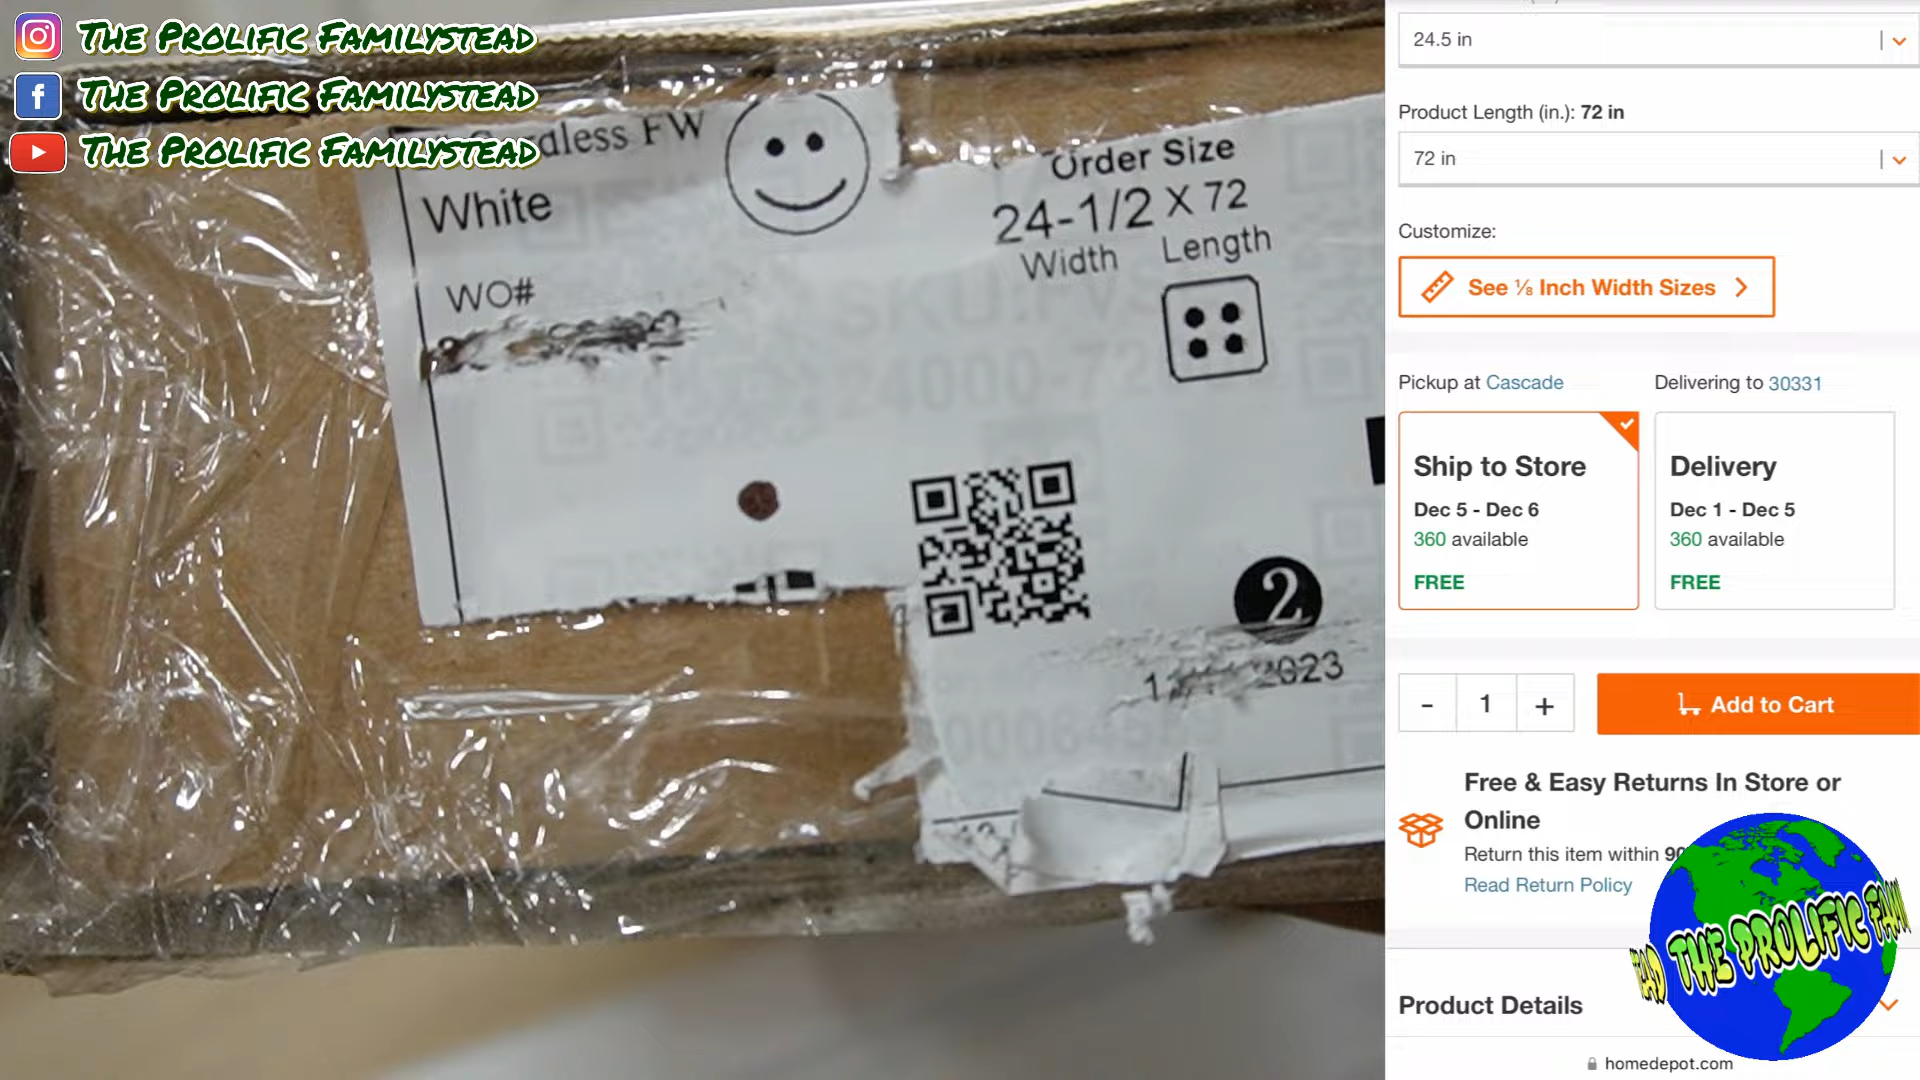 The Prolific Familystead
The Prolific Familystead
The Prolific Familystead
dless FW
White
WO#
Order Size
24-1/2 X 72
Width Length
2
2023
24.5 in
Product Length (in.): 72 in
72 in
Customize:
See ⅛ Inch Width Sizes
Pickup at Cascade
Delivering to 30331
Ship to Store
Dec 5 - Dec 6
360 available
FREE
Delivery
Dec 1 - Dec 5
360 available
FREE
- 1 +
Add to Cart
Free & Easy Returns In Store or
Online
Return this item within 90
Read Return Policy
Product Details
homedepot.com
THE PROLIFIC FAM